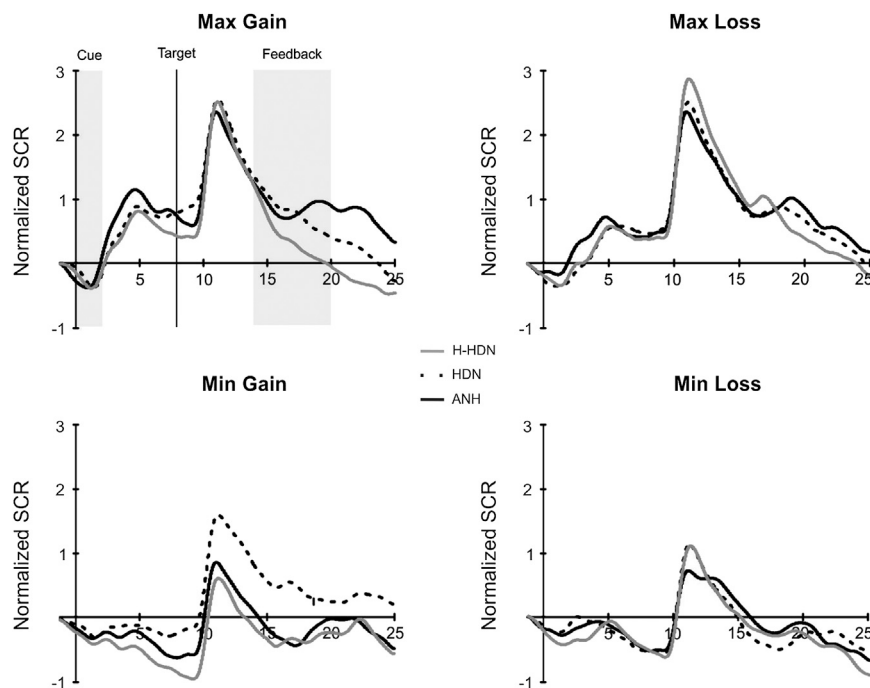 Max Gain
Max Loss
Cue
Target
Feedback
Normalized SCR
3
2
1
-1
5
10
15
20
25
Normalized SCR
3
2
1
-1
5
10
15
20
25
H-HDN
HDN
ANH
Min Gain
Min Loss
Normalized SCR
3
2
1
-1
5
10
15
20
25
Normalized SCR
3
2
1
-1
5
10
15
20
25